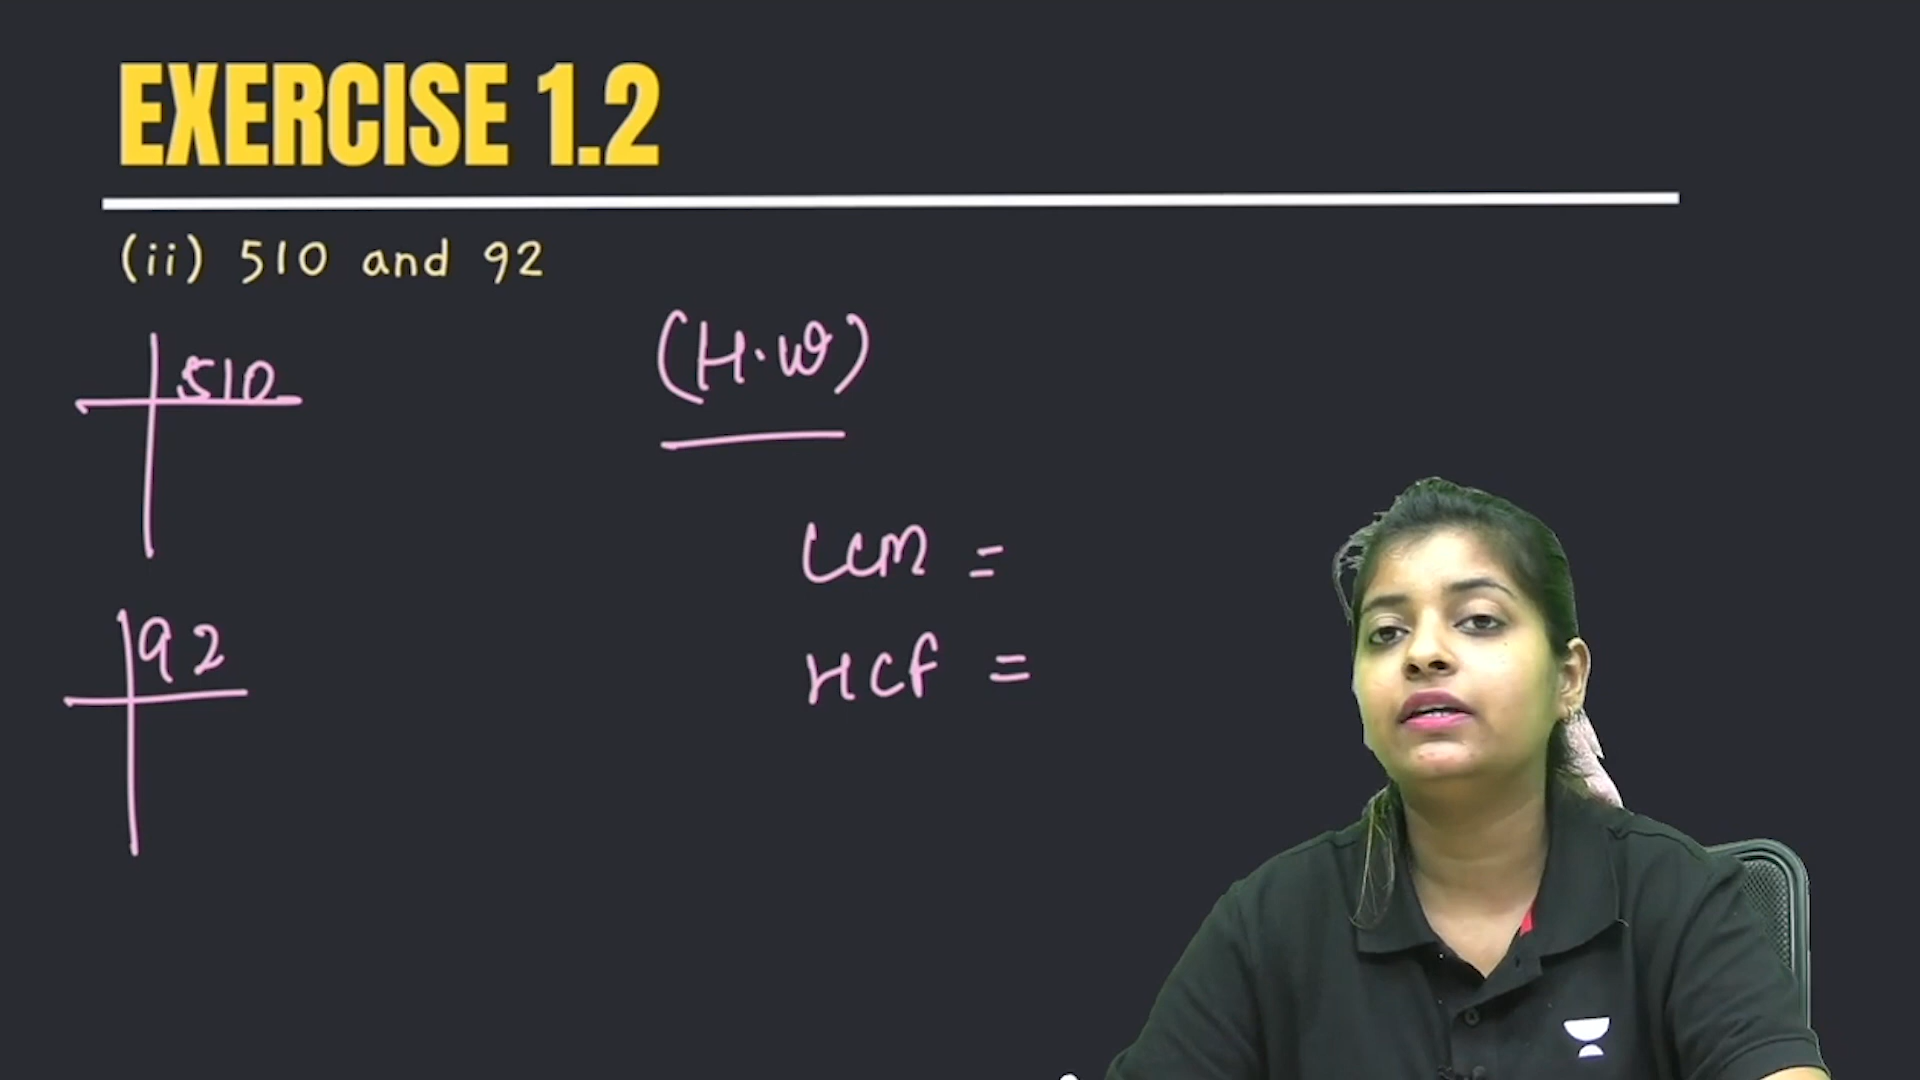 EXERCISE 1.2
(ii) 510 and 92
510
(H.W)
LCM =
HCF =
92